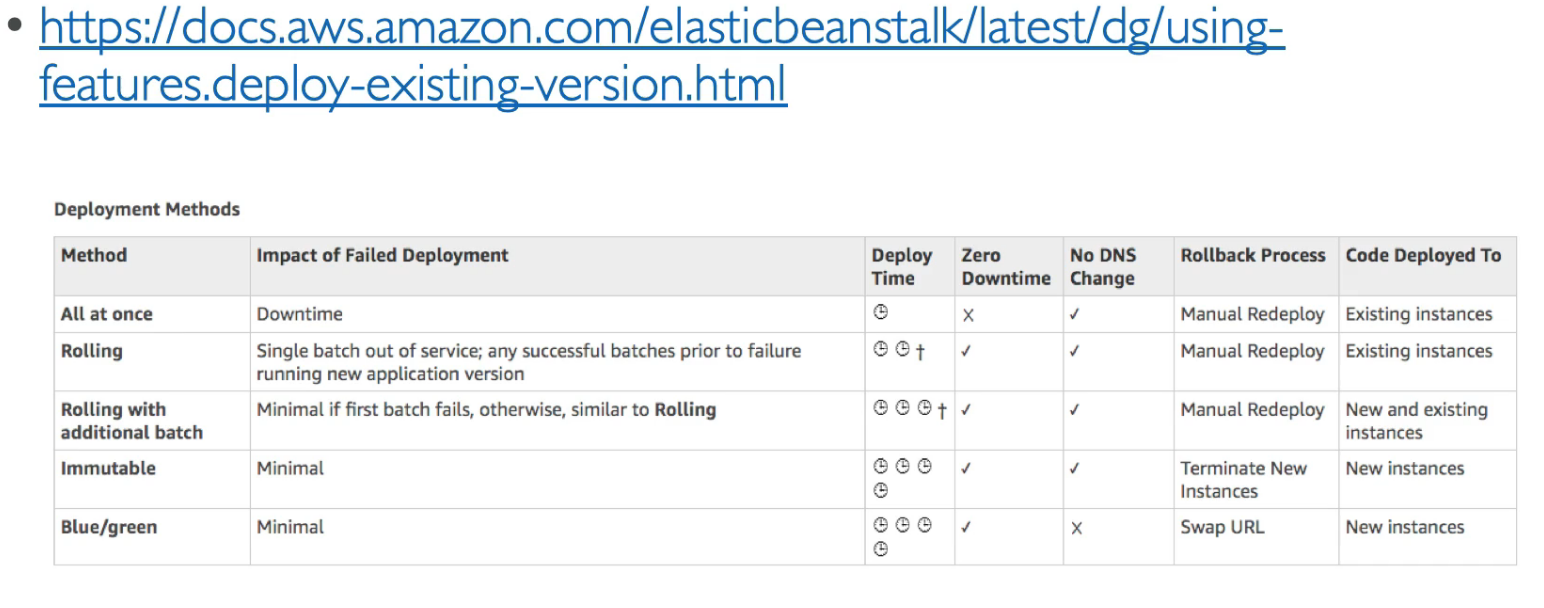 • https://docs.aws.amazon.com/elasticbeanstalk/latest/dg/using-
features.deploy-existing-version.html
Deployment Methods
Method Impact of Failed Deployment Deploy Time Zero Downtime No DNS Change Rollback Process Code Deployed To
All at once Downtime ◷ X ✓ Manual Redeploy Existing instances
Rolling Single batch out of service; any successful batches prior to failure running new application version ◷ ◷ † ✓ ✓ Manual Redeploy Existing instances
Rolling with additional batch Minimal if first batch fails, otherwise, similar to Rolling ◷ ◷ ◷ † ✓ ✓ Manual Redeploy New and existing instances
Immutable Minimal ◷ ◷ ◷ ◷ ✓ ✓ Terminate New Instances New instances
Blue/green Minimal ◷ ◷ ◷ ◷ ✓ X Swap URL New instances